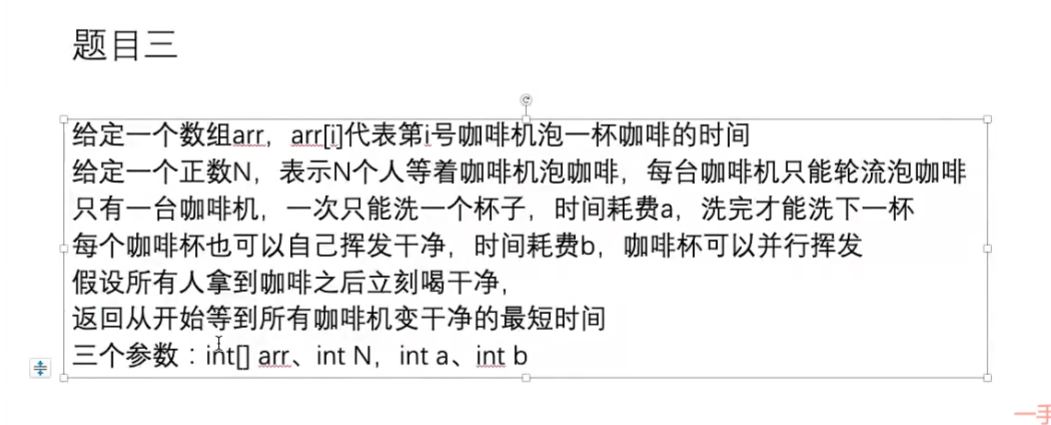 题目三
给定一个数组arr，arr[i]代表第i号咖啡机泡一杯咖啡的时间
给定一个正数N，表示N个人等着咖啡机泡咖啡，每台咖啡机只能轮流泡咖啡
只有一台咖啡机，一次只能洗一个杯子，时间耗费a，洗完才能洗下一杯
每个咖啡杯也可以自己挥发干净，时间耗费b，咖啡杯可以并行挥发
假设所有人拿到咖啡之后立刻喝干净，
返回从开始等到所有咖啡机变干净的最短时间
三个参数：int[] arr、int N，int a、int b
一手